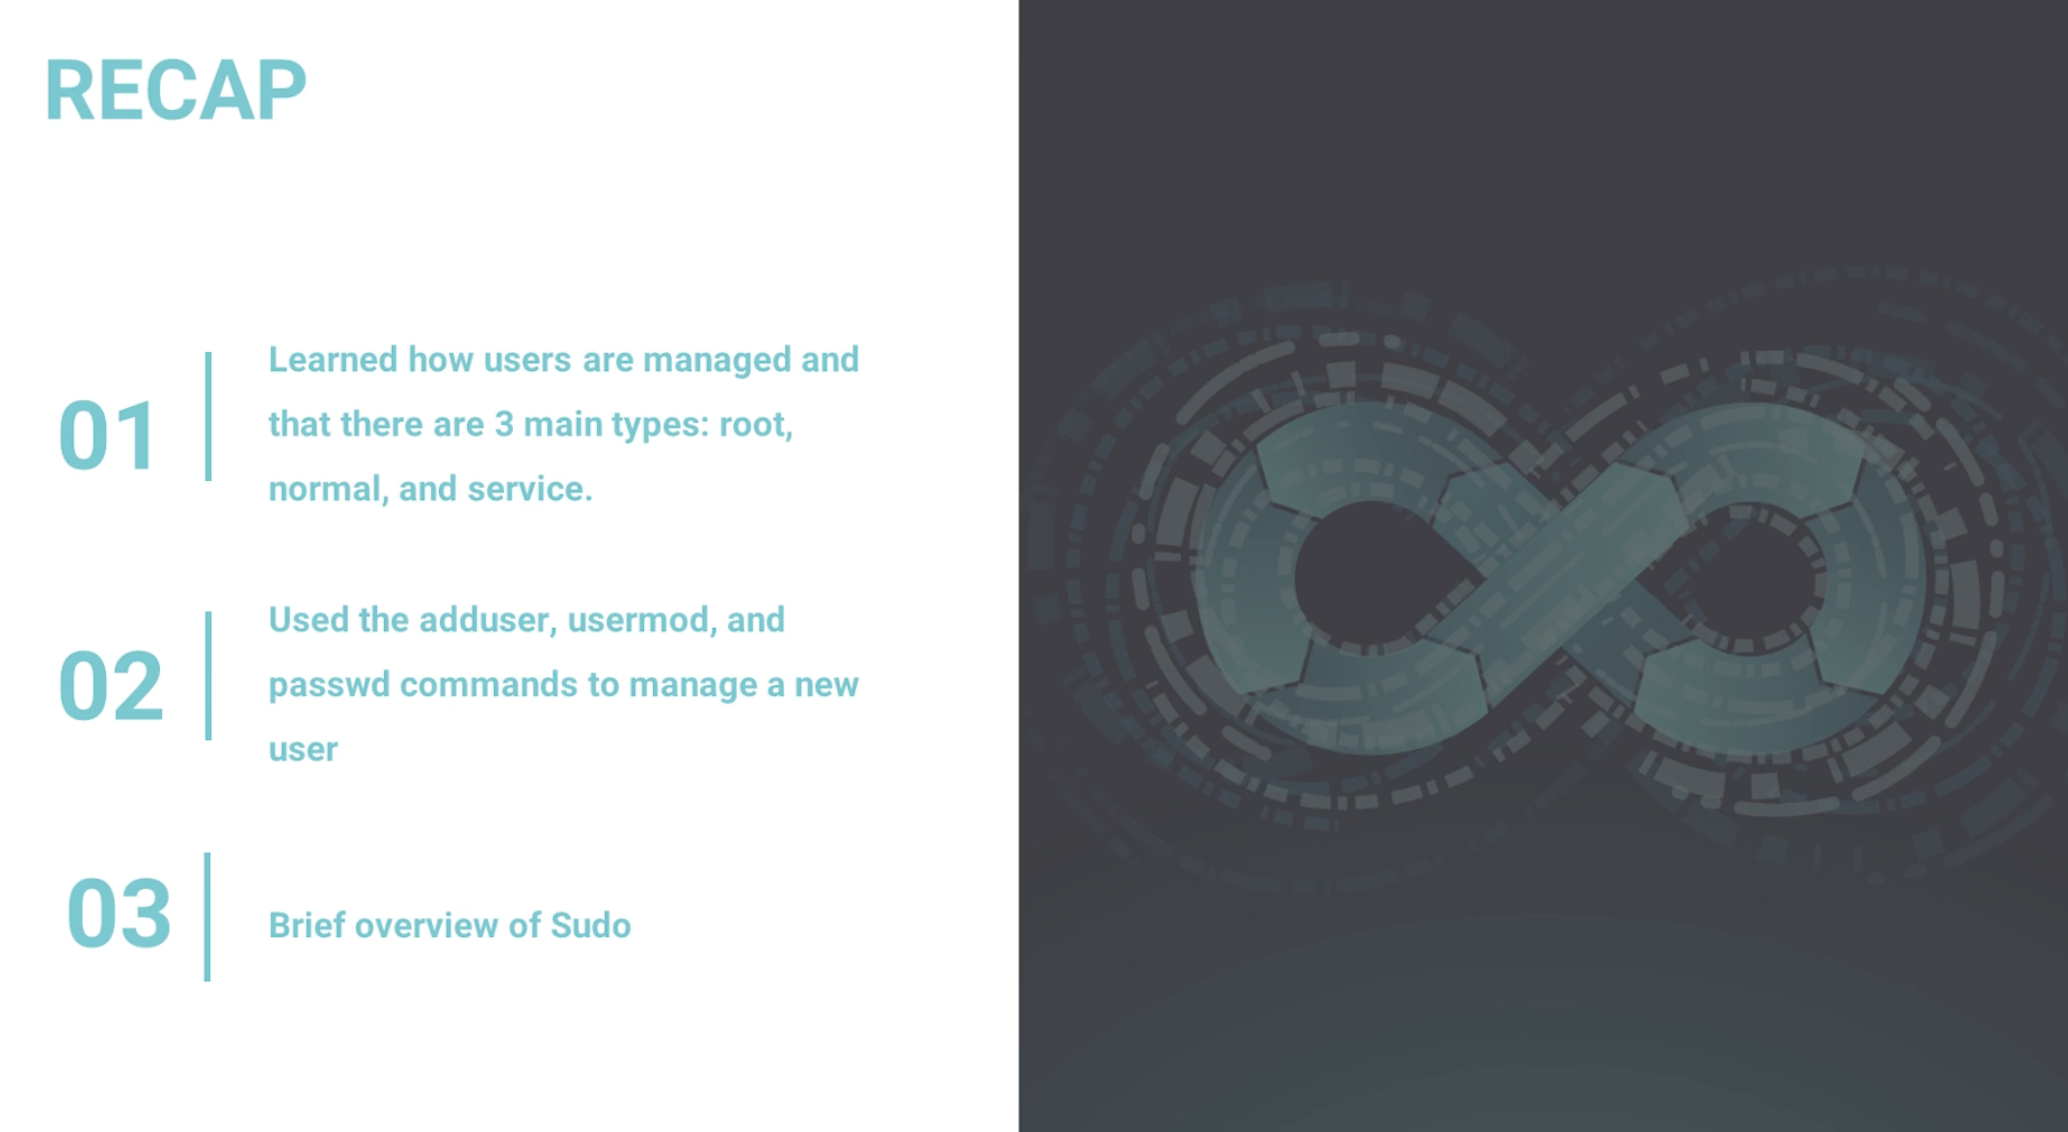 RECAP
01
Learned how users are managed and
that there are 3 main types: root,
normal, and service.
02
Used the adduser, usermod, and
passwd commands to manage a new
user
03
Brief overview of Sudo